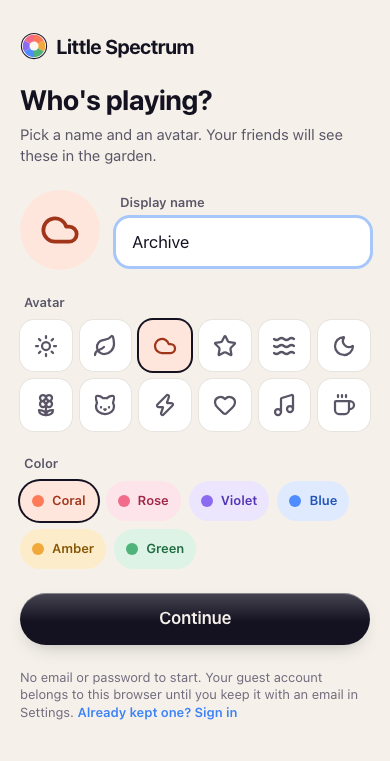 Little Spectrum
Who's playing?
Pick a name and an avatar. Your friends will see
these in the garden.
Display name
Archive
Avatar
Color
Coral
Rose
Violet
Blue
Amber
Green
Continue
No email or password to start. Your guest account
belongs to this browser until you keep it with an email in
Settings. Already kept one? Sign in